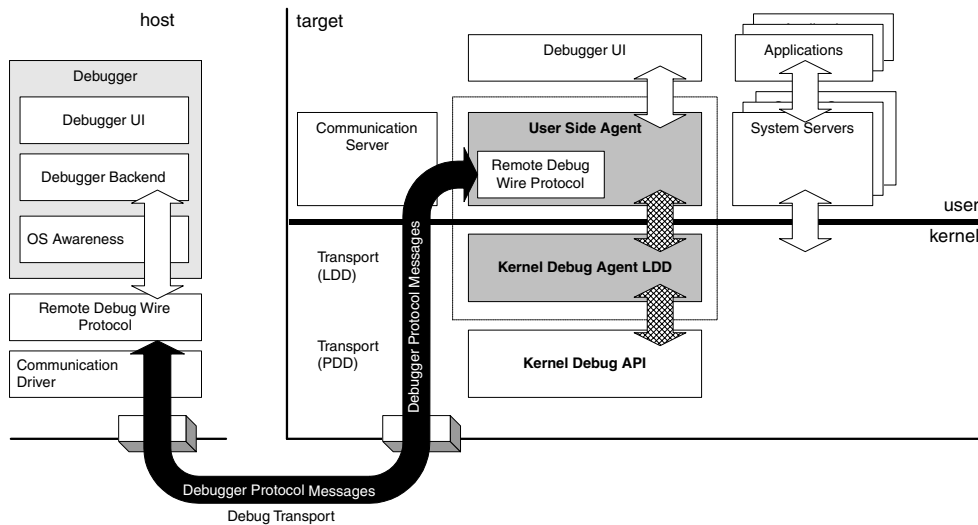 host
target
Debugger
Debugger UI
Debugger Backend
OS Awareness
Remote Debug Wire
Protocol
Communication
Driver
Debugger UI
Applications
Communication
Server
User Side Agent
Remote Debug
Wire Protocol
System Servers
user
kernel
Transport
(LDD)
Kernel Debug Agent LDD
Transport
(PDD)
Kernel Debug API
Debugger Protocol Messages
Debugger Protocol Messages
Debug Transport